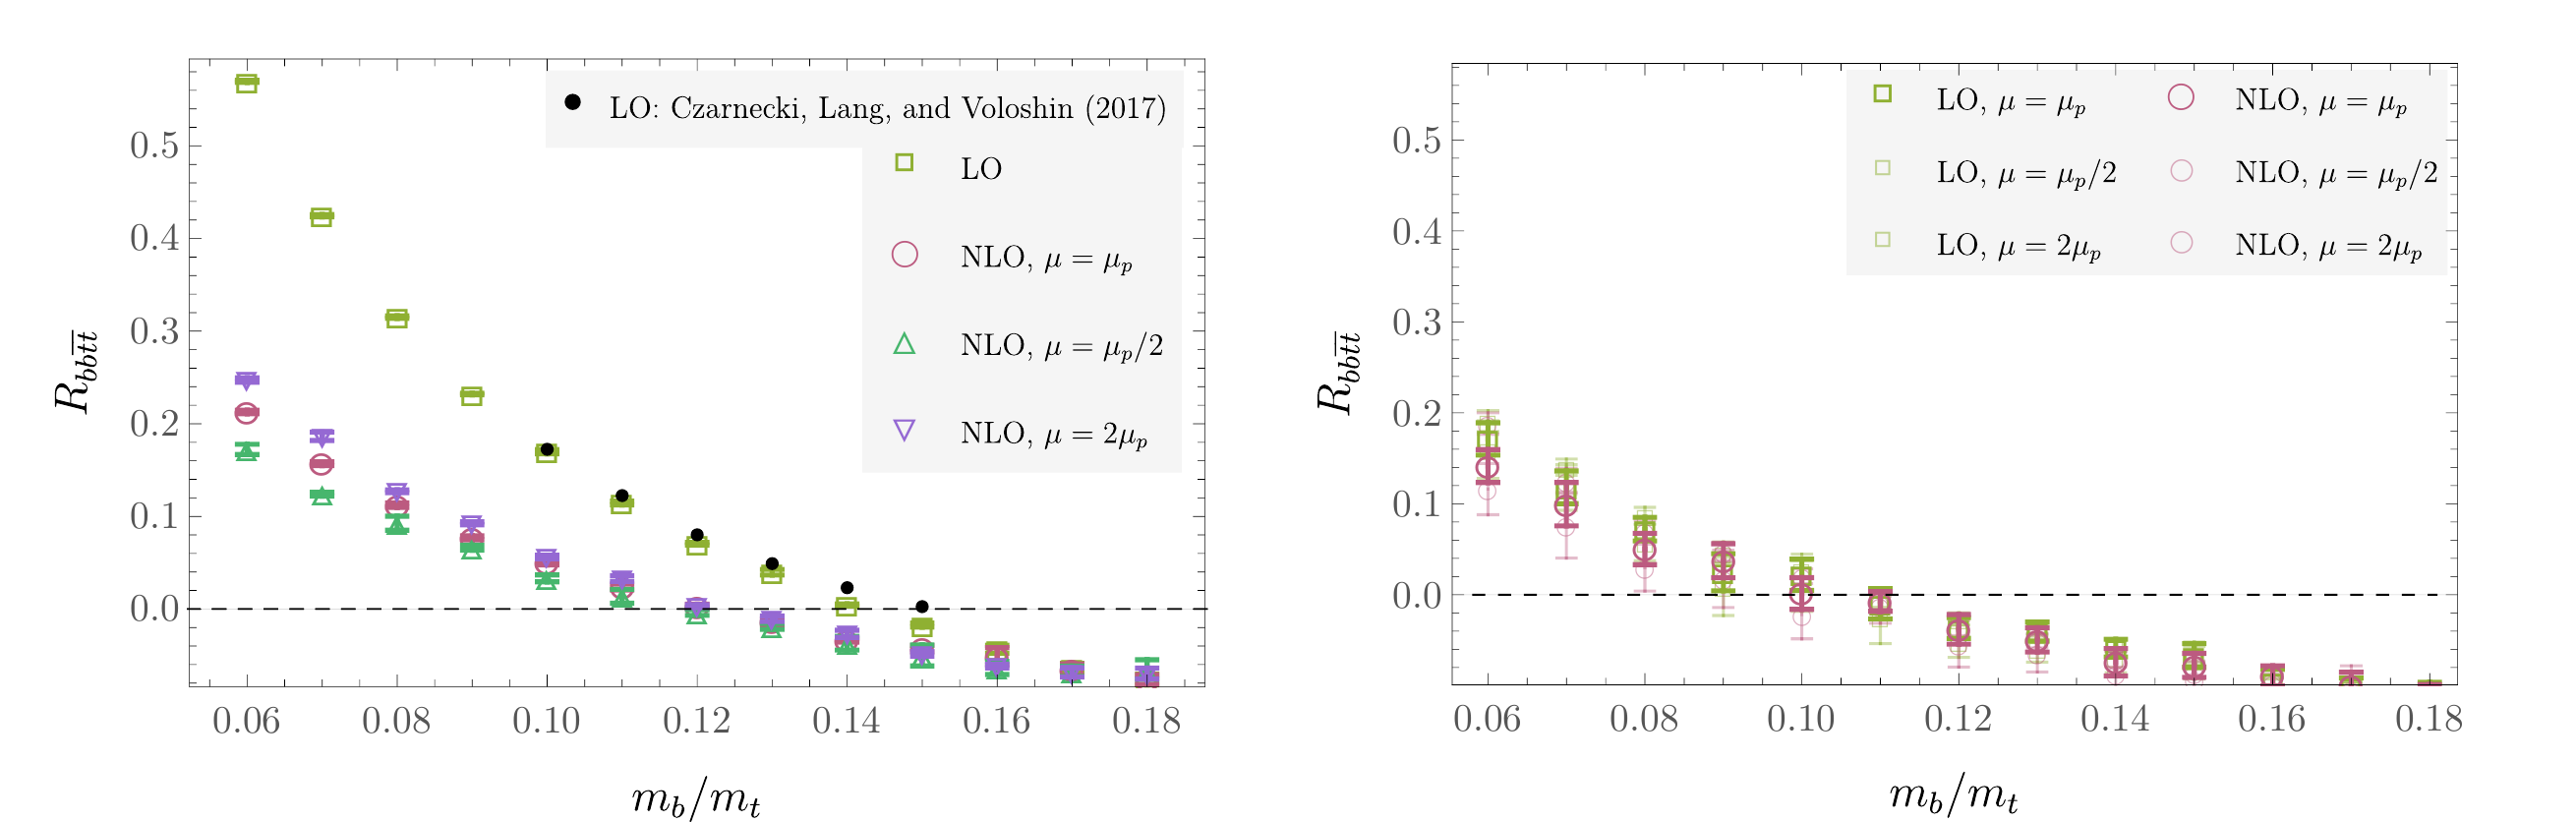 LO: Czarnecki, Lang, and Voloshin (2017)
LO
NLO, μ = μ_p
NLO, μ = μ_p/2
NLO, μ = 2μ_p
0.5
0.4
0.3
0.2
0.1
0.0
R_{bb\overline{t}\overline{t}}
0.06 0.08 0.10 0.12 0.14 0.16 0.18
m_b/m_t
LO, μ = μ_p NLO, μ = μ_p
LO, μ = μ_p/2 NLO, μ = μ_p/2
LO, μ = 2μ_p NLO, μ = 2μ_p
0.5
0.4
0.3
0.2
0.1
0.0
R_{bb\overline{t}\overline{t}}
0.06 0.08 0.10 0.12 0.14 0.16 0.18
m_b/m_t